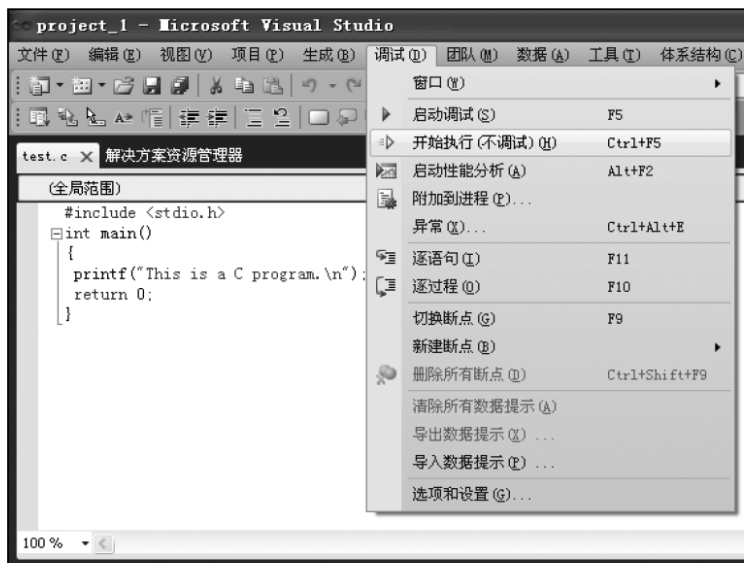 project_1 - Microsoft Visual Studio
文件(F) 编辑(E) 视图(V) 项目(P) 生成(B) 调试(D) 团队(M) 数据(A) 工具(T) 体系结构(C)
test.c × 解决方案资源管理器
(全局范围)
#include <stdio.h>
int main()
{
printf("This is a C program.\n");
return 0;
}
100 %
窗口(W)
启动调试(S) F5
开始执行(不调试)(H) Ctrl+F5
启动性能分析(A) Alt+F2
附加到进程(P)...
异常(X)... Ctrl+Alt+E
逐语句(I) F11
逐过程(O) F10
切换断点(G) F9
新建断点(B)
删除所有断点(D) Ctrl+Shift+F9
清除所有数据提示(A)
导出数据提示(X) ...
导入数据提示(P) ...
选项和设置(G)...